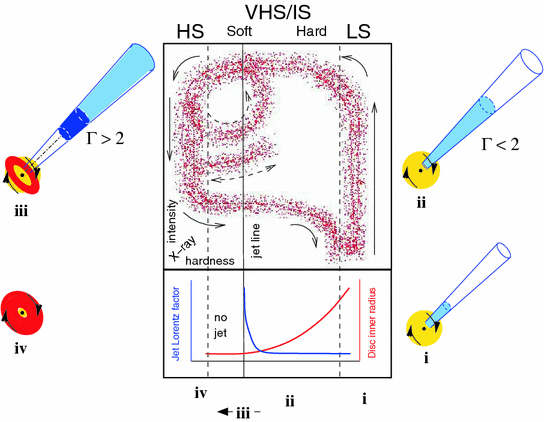 VHS/IS
HS
Soft
Hard
LS
Γ > 2
iii
Γ < 2
ii
intensity
X-ray
hardness
jet line
iv
Jet Lorentz factor
no
jet
Disc inner radius
i
iv
ii
i
iii